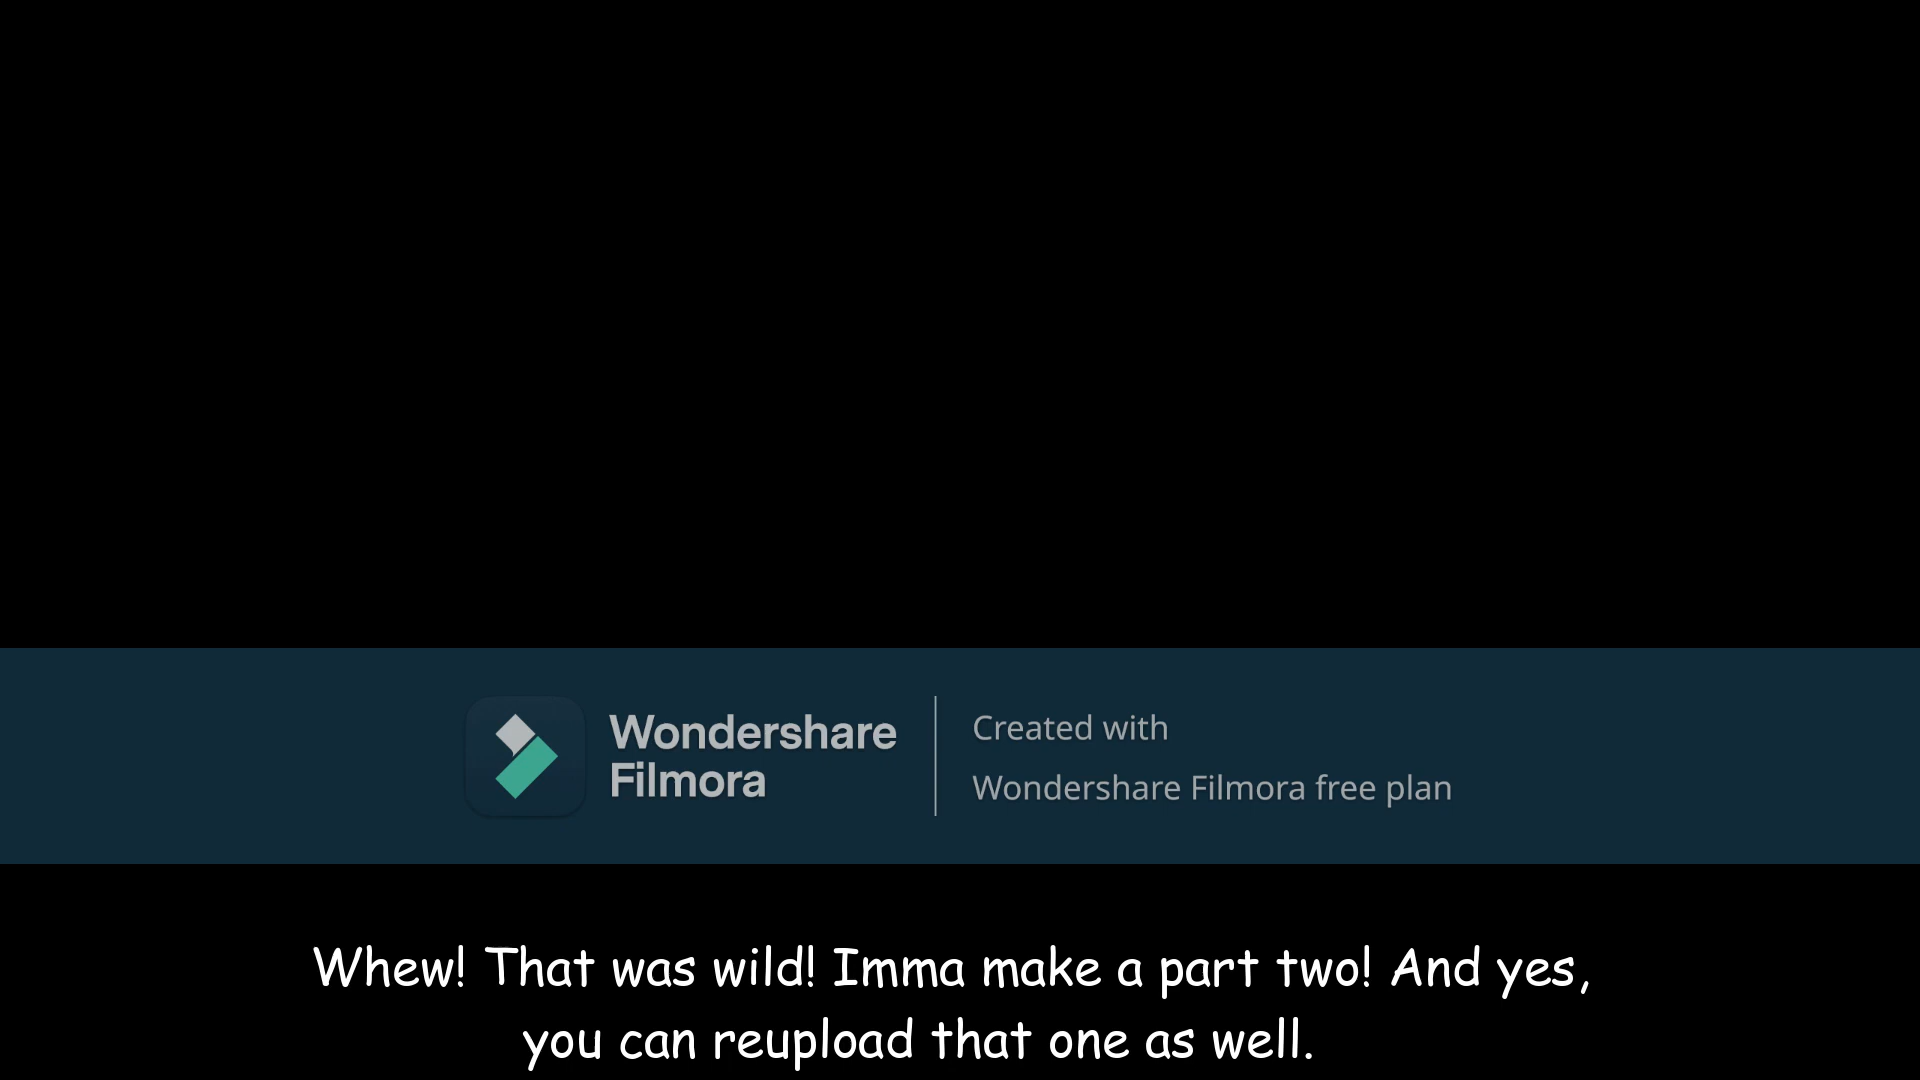 Wondershare
Filmora
Created with
Wondershare Filmora free plan
Whew! That was wild! Imma make a part two! And yes,
you can reupload that one as well.